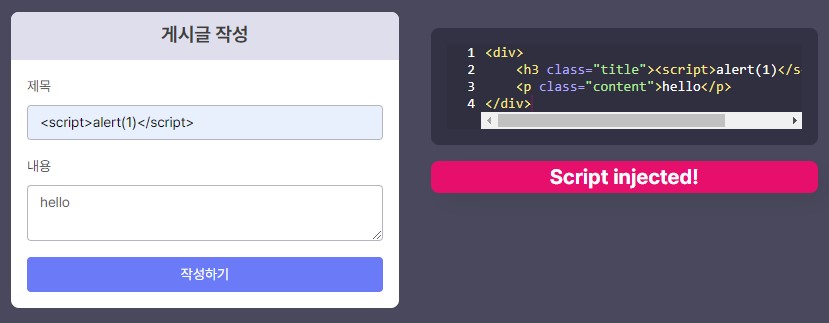 게시글 작성
제목
<script>alert(1)</script>
내용
hello
작성하기
1 <div>
2     <h3 class="title"><script>alert(1)</s
3     <p class="content">hello</p>
4 </div>
Script injected!